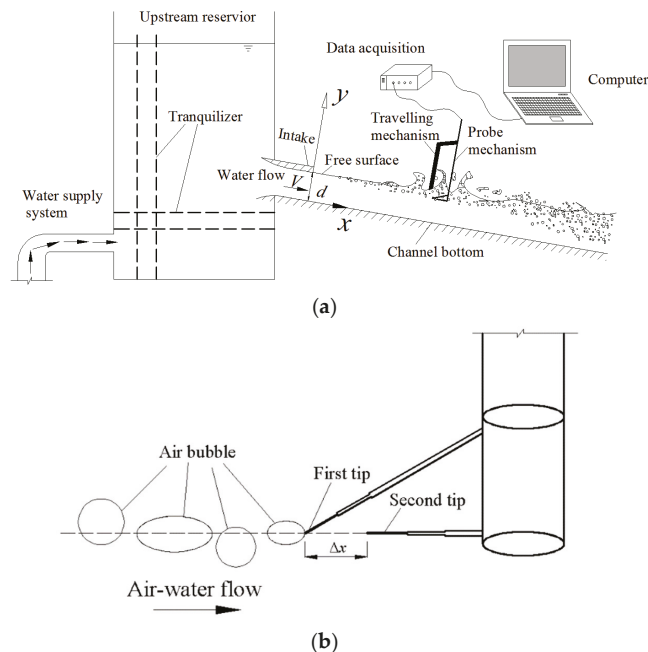 Upstream reservior
Data acquisition
Computer
y
Tranquilizer
Travelling
mechanism
Probe
mechanism
Intake
Free surface
Water flow
V
d
Water supply
system
x
Channel bottom
(a)
Air bubble
First tip
Second tip
Δx
Air-water flow
(b)